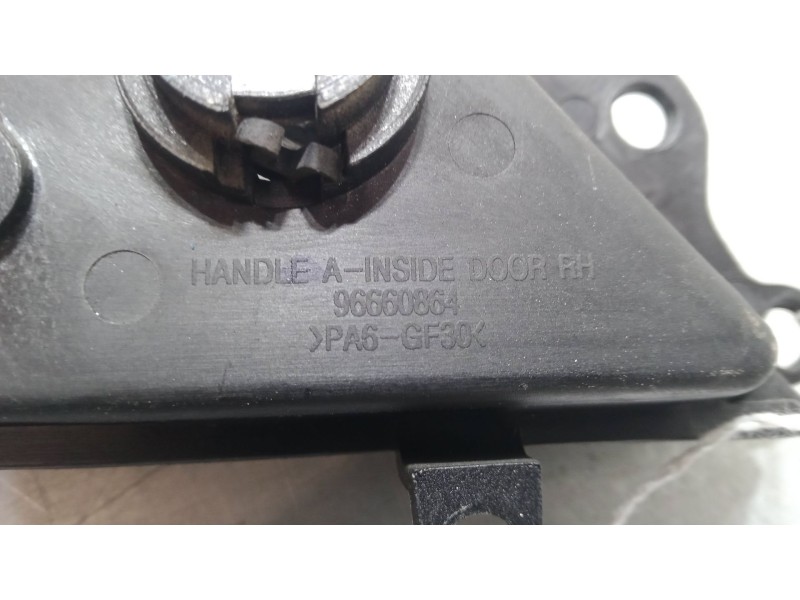 HANDLE A-INSIDE DOOR RH
96660864
>PA6-GF30<